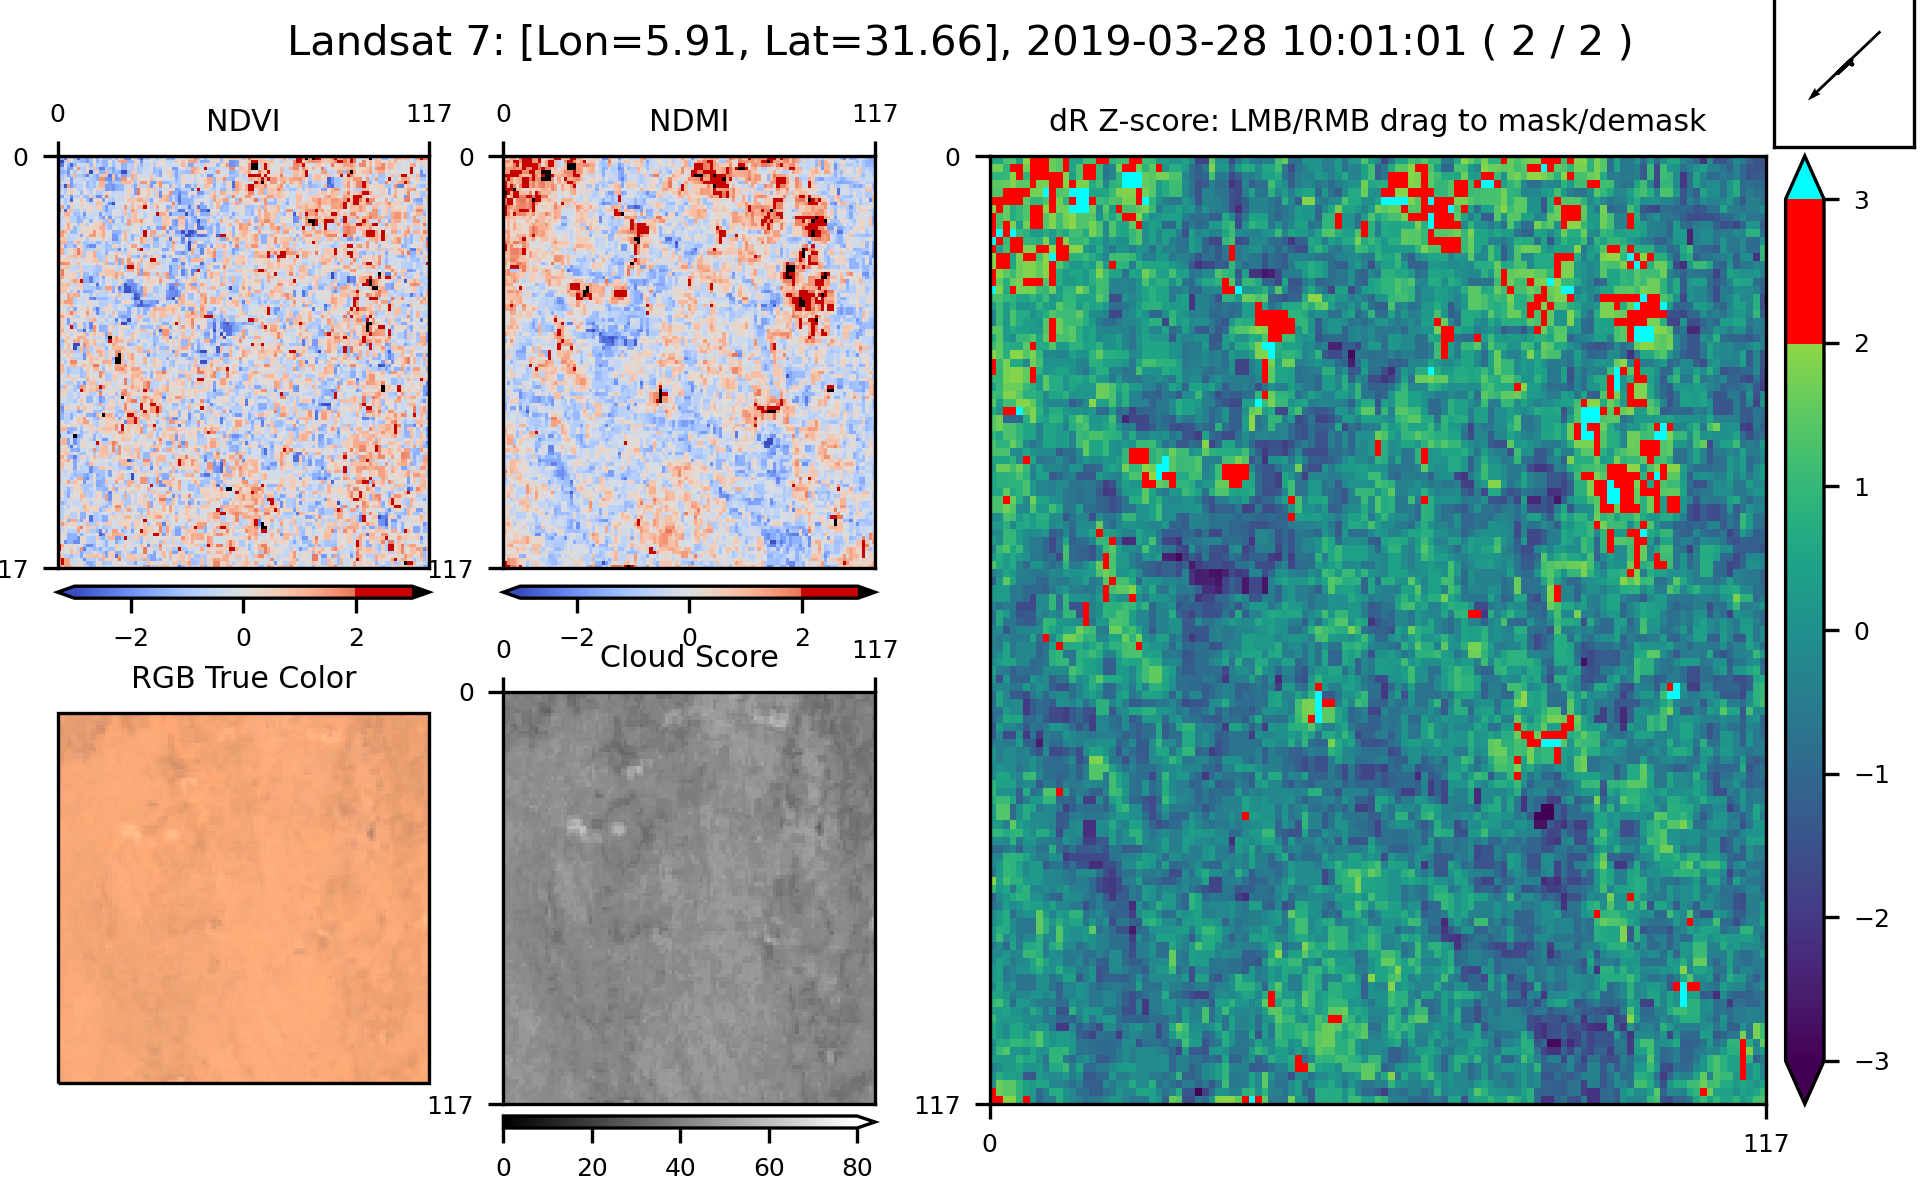 Landsat 7: [Lon=5.91, Lat=31.66], 2019-03-28 10:01:01 ( 2 / 2 )
0 NDVI 117
0
17
−2 0 2
0 NDMI 117
0
117
−2 0 2
RGB True Color
0 Cloud Score 117
0
117
0 20 40 60 80
dR Z-score: LMB/RMB drag to mask/demask
0
117
0 117
3
2
1
0
−1
−2
−3